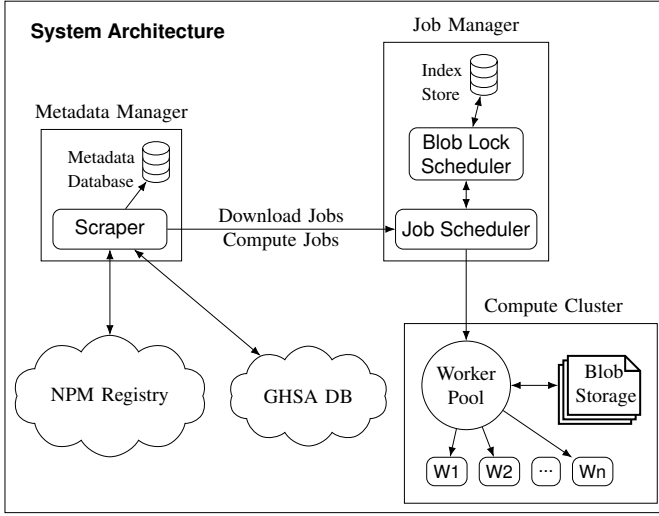 System Architecture
Job Manager
Index
Store
Blob Lock
Scheduler
Job Scheduler
Metadata Manager
Metadata
Database
Scraper
Download Jobs
Compute Jobs
NPM Registry
GHSA DB
Compute Cluster
Worker
Pool
Blob
Storage
W1
W2
...
Wn